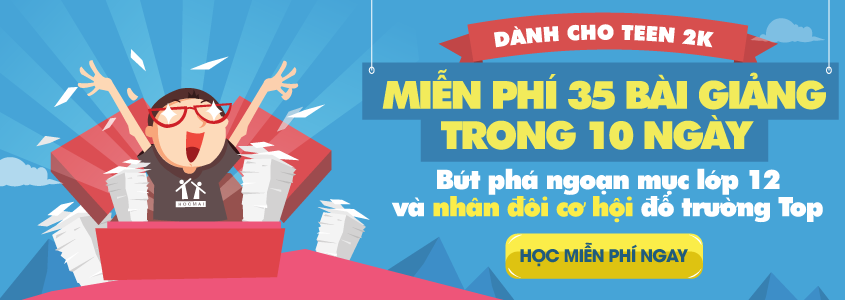 DÀNH CHO TEEN 2K
MIỄN PHÍ 35 BÀI GIẢNG
TRONG 10 NGÀY
Bứt phá ngoạn mục lớp 12
và nhân đôi cơ hội đỗ trường Top
HỌC MIỄN PHÍ NGAY
HOCMAI